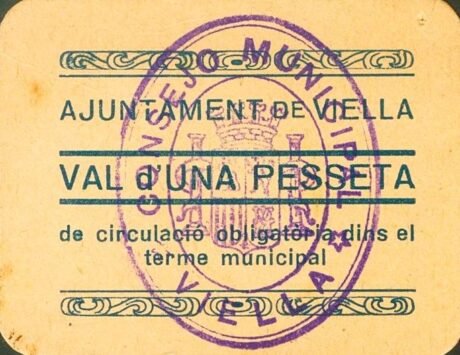 AJUNTAMENT DE VIELLA
VAL d'UNA PESSETA
de circulació obligatòria dins el
terme municipal
CONSEJO MUNICIPAL
VIELLA